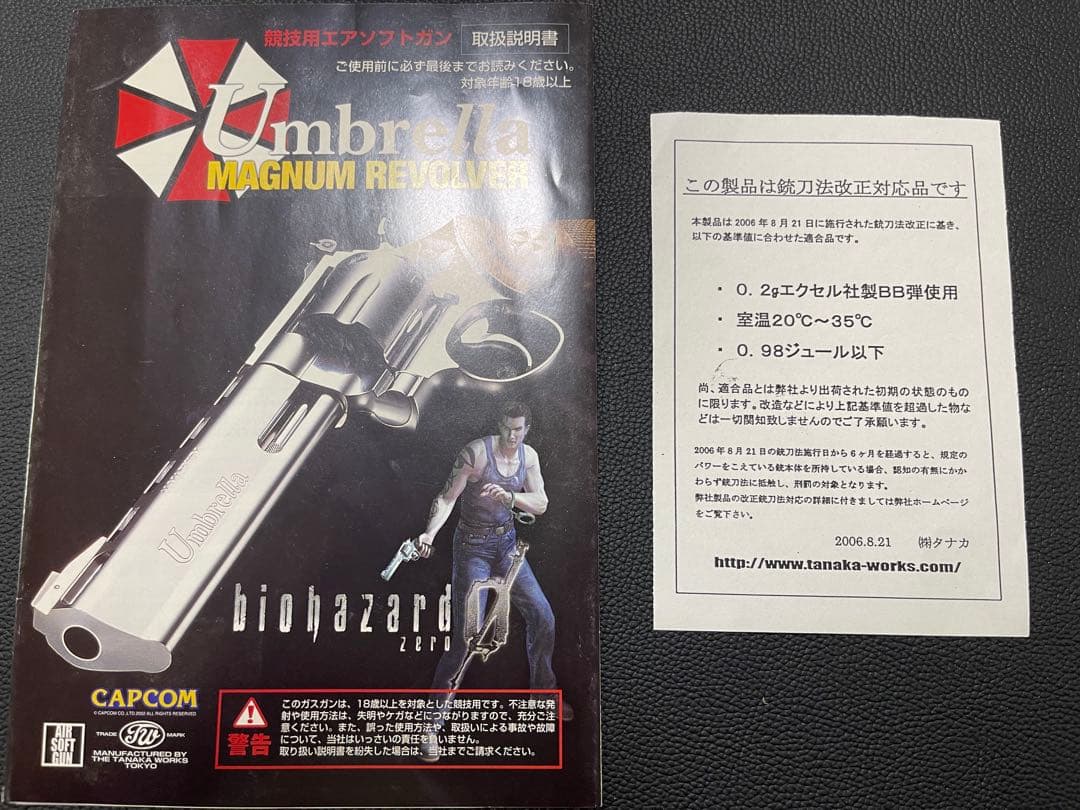 競技用エアソフトガン 取扱説明書
ご使用前に必ず最後までお読みください。
対象年齢18歳以上
Umbrella
MAGNUM REVOLVER
Umbrella
biohazard
zero
CAPCOM
© CAPCOM CO., LTD.2002 ALL RIGHTS RESERVED
AIR
SOFT
GUN
TRADE TW MARK
MANUFACTURED BY
THE TANAKA WORKS
TOKYO
警告
このガスガンは、18歳以上を対象とした競技用です。不注意な発
射や使用方法は、失明やケガなどにつながりますので、充分ご注
意ください。また、誤った使用方法や、取扱いによる事故や故障
について、当社はいっさいの責任を負いません。
取り扱い説明書を紛失した場合は、当社までご請求ください。
この製品は銃刀法改正対応品です
本製品は2006年8月21日に施行された銃刀法改正に基き、
以下の基準値に合わせた適合品です。
・ 0.2gエクセル社製BB弾使用
・ 室温20℃～35℃
・ 0.98ジュール以下
尚、適合品とは弊社より出荷された初期の状態のもの
に限ります。改造などにより上記基準値を超過した物な
どは一切関知致しませんのでご了承願います。
2006年8月21日の銃刀法施行日から6ヶ月を経過すると、規定の
パワーをこえている銃本体を所持している場合、認知の有無にかか
わらず銃刀法に抵触し、刑罰の対象となります。
弊社製品の改正銃刀法対応の詳細に付きましては弊社ホームページ
をご覧下さい。
2006.8.21 ㈱タナカ
http://www.tanaka-works.com/